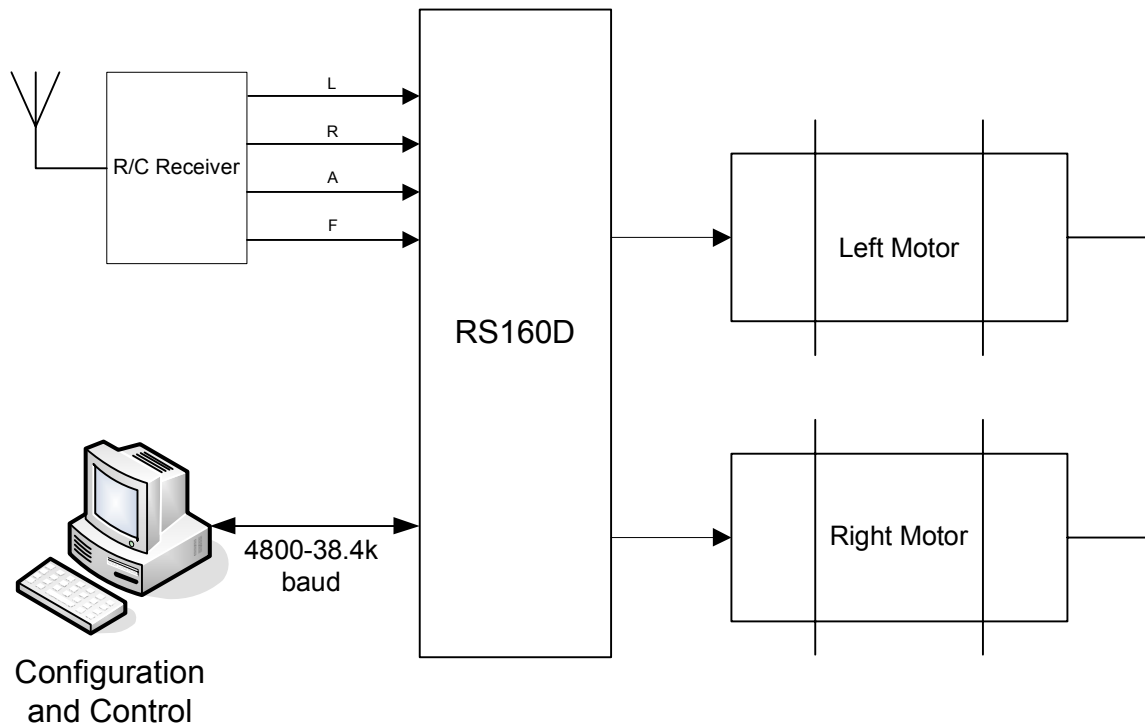 L
R
R/C Receiver
A
F
RS160D
Left Motor
Right Motor
4800-38.4k
baud
Configuration
and Control